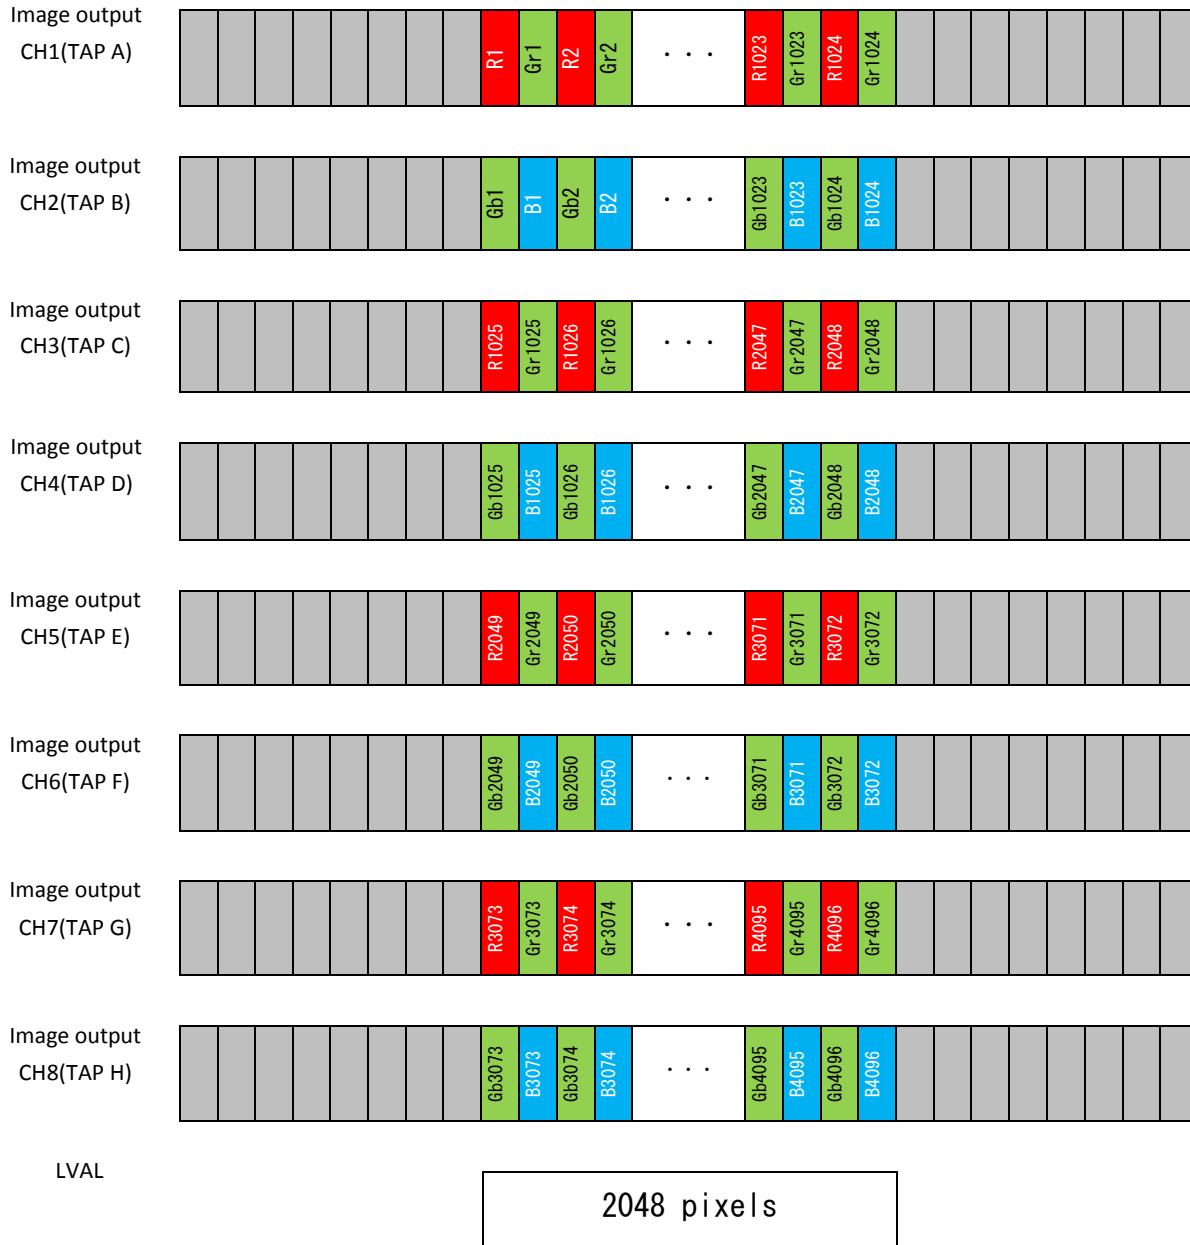 Image output
CH1(TAP A)
R1 Gr1 R2 Gr2 · · · R1023 Gr1023 R1024 Gr1024
Image output
CH2(TAP B)
Gb1 B1 Gb2 B2 · · · Gb1023 B1023 Gb1024 B1024
Image output
CH3(TAP C)
R1025 Gr1025 R1026 Gr1026 · · · R2047 Gr2047 R2048 Gr2048
Image output
CH4(TAP D)
Gb1025 B1025 Gb1026 B1026 · · · Gb2047 B2047 Gb2048 B2048
Image output
CH5(TAP E)
R2049 Gr2049 R2050 Gr2050 · · · R3071 Gr3071 R3072 Gr3072
Image output
CH6(TAP F)
Gb2049 B2049 Gb2050 B2050 · · · Gb3071 B3071 Gb3072 B3072
Image output
CH7(TAP G)
R3073 Gr3073 R3074 Gr3074 · · · R4095 Gr4095 R4096 Gr4096
Image output
CH8(TAP H)
Gb3073 B3073 Gb3074 B3074 · · · Gb4095 B4095 Gb4096 B4096
LVAL
2048 pixels